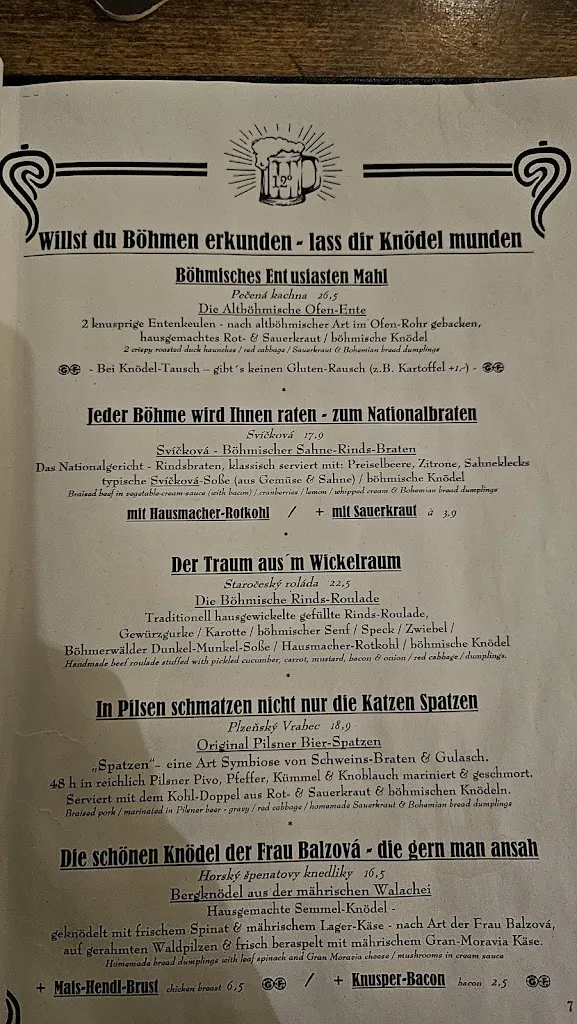 12°
Willst du Böhmen erkunden - lass dir Knödel munden
Böhmisches Entusiasten Mahl
Pečená kachna 26,5
Die Altböhmische Ofen-Ente
2 knusprige Entenkeulen - nach altböhmischer Art im Ofen-Rohr gebacken,
hausgemachtes Rot- & Sauerkraut / böhmische Knödel
2 crispy roasted duck haunches / red cabbage / Sauerkraut & Bohemian bread dumplings
- Bei Knödel-Tausch – gibt´s keinen Gluten-Rausch (z.B. Kartoffel +1,-) -
*
Jeder Böhme wird Ihnen raten - zum Nationalbraten
Svíčková 17,9
Svíčková - Böhmischer Sahne-Rinds-Braten
Das Nationalgericht - Rindsbraten, klassisch serviert mit: Preiselbeere, Zitrone, Sahneklecks
typische Svíčková-Soße (aus Gemüse & Sahne) / böhmische Knödel
Braised beef in vegetable-cream-sauce (with bacon) / cranberries / lemon / whipped cream & Bohemian bread dumplings
mit Hausmacher-Rotkohl / + mit Sauerkraut à 3,9
*
Der Traum aus´m Wickelraum
Staročeský roláda 22,5
Die Böhmische Rinds-Roulade
Traditionell hausgewickelte gefüllte Rinds-Roulade,
Gewürzgurke / Karotte / böhmischer Senf / Speck / Zwiebel /
Böhmerwälder Dunkel-Munkel-Soße / Hausmacher-Rotkohl / böhmische Knödel
Handmade beef roulade stuffed with pickled cucumber, carrot, mustard, bacon & onion / red cabbage / dumplings.
*
In Pilsen schmatzen nicht nur die Katzen Spatzen
Plzeňský Vrabec 18,9
Original Pilsner Bier-Spatzen
„Spatzen“– eine Art Symbiose von Schweins-Braten & Gulasch.
48 h in reichlich Pilsner Pivo, Pfeffer, Kümmel & Knoblauch mariniert & geschmort.
Serviert mit dem Kohl-Doppel aus Rot- & Sauerkraut & böhmischen Knödeln.
Braised pork / marinated in Pilsner beer - gravy / red cabbage / homemade Sauerkraut & Bohemian bread dumplings
*
Die schönen Knödel der Frau Balzová - die gern man ansah
Horský špenatovy knedliky 16,5
Bergknödel aus der mährischen Walachei
Hausgemachte Semmel-Knödel -
geknödelt mit frischem Spinat & mährischem Lager-Käse - nach Art der Frau Balzová,
auf gerahmten Waldpilzen & frisch beraspelt mit mährischem Gran-Moravia Käse.
Homemade bread dumplings with leaf spinach and Gran Moravia cheese / mushrooms in cream sauce
+ Mais-Hendl-Brust chicken breast 6,5 / + Knusper-Bacon bacon 2,5
7